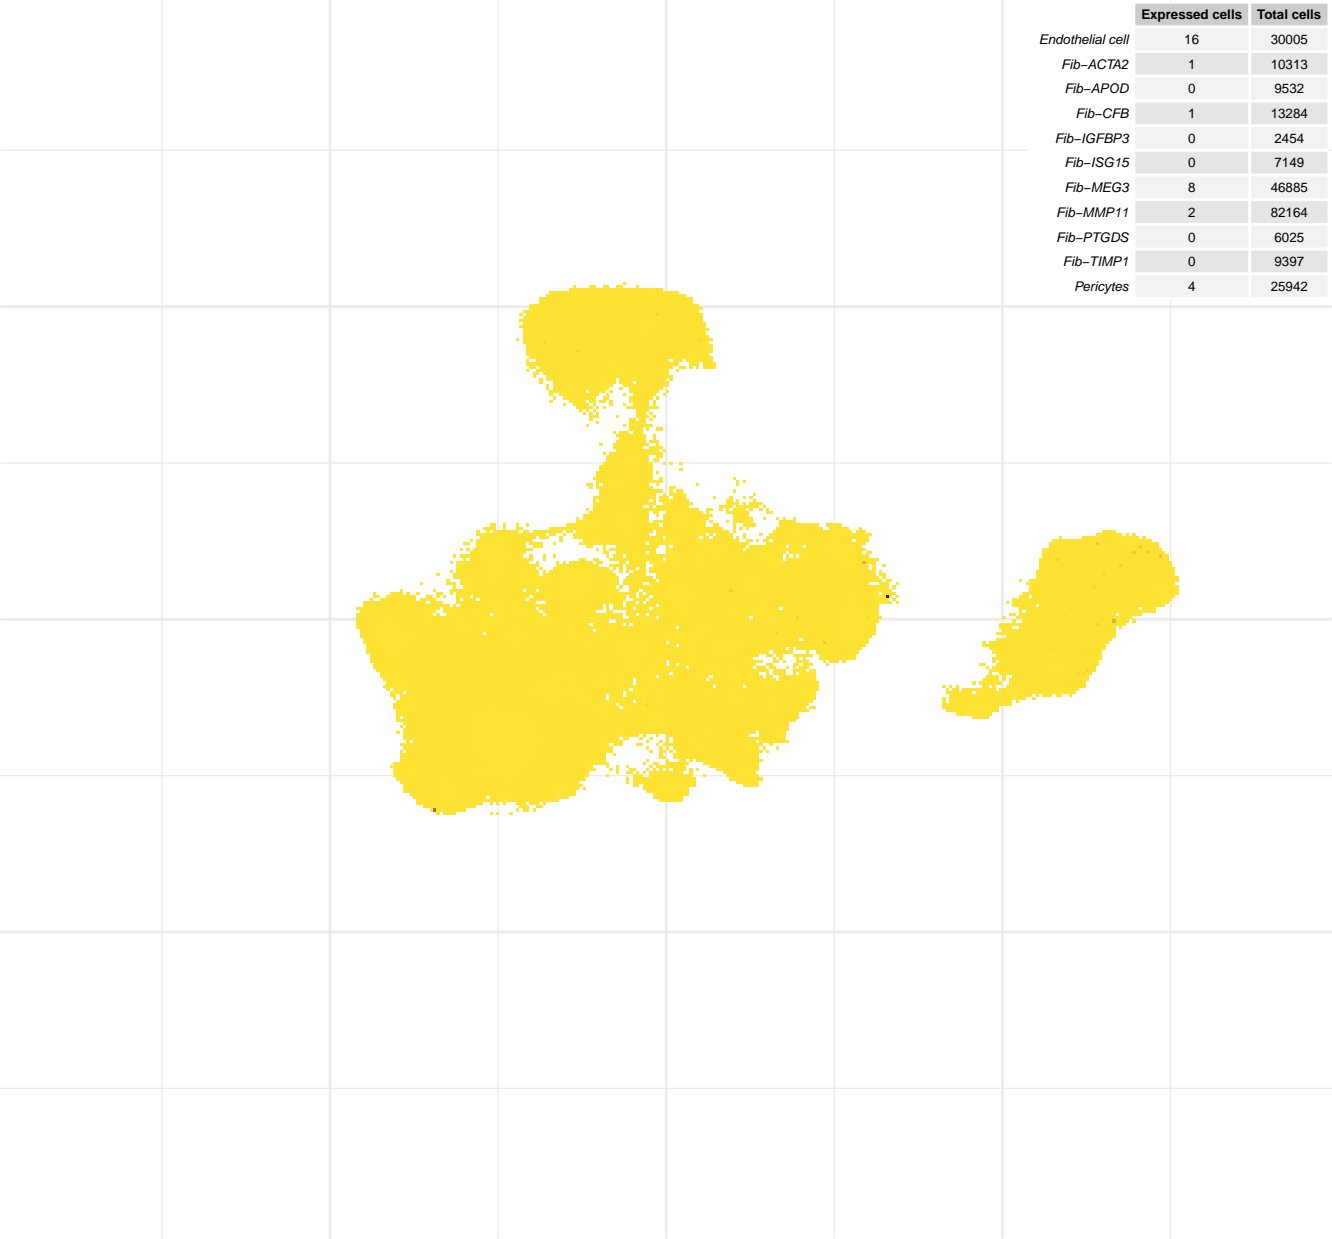 Expressed cells Total cells
Endothelial cell 16 30005
Fib−ACTA2 1 10313
Fib−APOD 0 9532
Fib−CFB 1 13284
Fib−IGFBP3 0 2454
Fib−ISG15 0 7149
Fib−MEG3 8 46885
Fib−MMP11 2 82164
Fib−PTGDS 0 6025
Fib−TIMP1 0 9397
Pericytes 4 25942